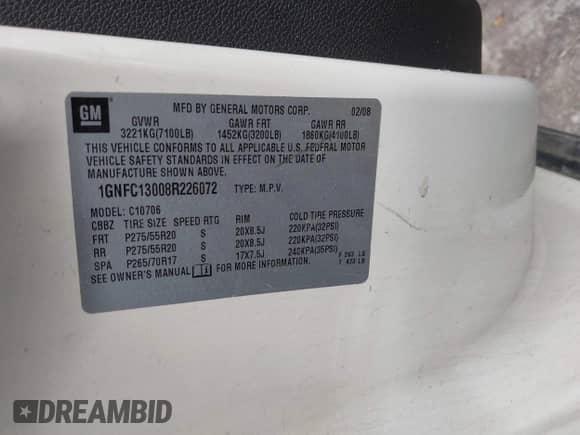 GM
MFD BY GENERAL MOTORS CORP. 02/08
GVWR GAWR FRT GAWR RR
3221KG(7100LB) 1452KG(3200LB) 1860KG(4100LB)
THIS VEHICLE CONFORMS TO ALL APPLICABLE U.S. FEDERAL MOTOR
VEHICLE SAFETY STANDARDS IN EFFECT ON THE DATE OF
MANUFACTURE SHOWN ABOVE.
1GNFC13008R226072 TYPE: M.P.V.
MODEL: C10706
CBBZ TIRE SIZE SPEED RTG RIM COLD TIRE PRESSURE
FRT P275/55R20 S 20X8.5J 220KPA(32PSI)
RR P275/55R20 S 20X8.5J 220KPA(32PSI)
SPA P265/70R17 S 17X7.5J 240KPA(35PSI)
SEE OWNER'S MANUAL FOR MORE INFORMATION.
F 263 LB
T 433 LB
DREAMBID